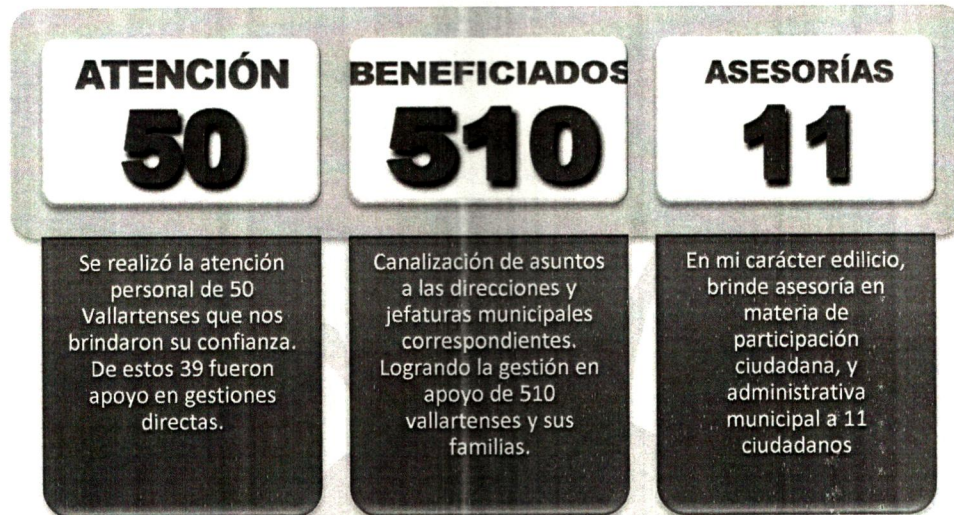 ATENCIÓN
50
Se realizó la atención
personal de 50
Vallartenses que nos
brindaron su confianza.
De estos 39 fueron
apoyo en gestiones
directas.
BENEFICIADOS
510
Canalización de asuntos
a las direcciones y
jefaturas municipales
correspondientes.
Logrando la gestión en
apoyo de 510
vallartenses y sus
familias.
ASESORÍAS
11
En mi carácter edilicio,
brinde asesoría en
materia de
participación
ciudadana, y
administrativa
municipal a 11
ciudadanos